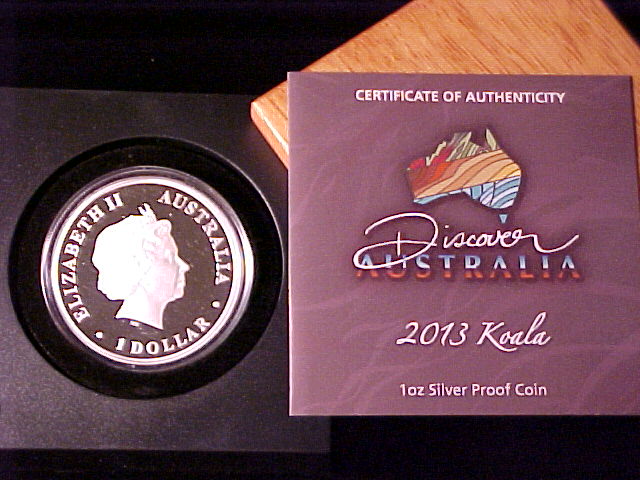 ELIZABETH II
AUSTRALIA
1 DOLLAR
CERTIFICATE OF AUTHENTICITY
Discover
AUSTRALIA
2013 Koala
1oz Silver Proof Coin